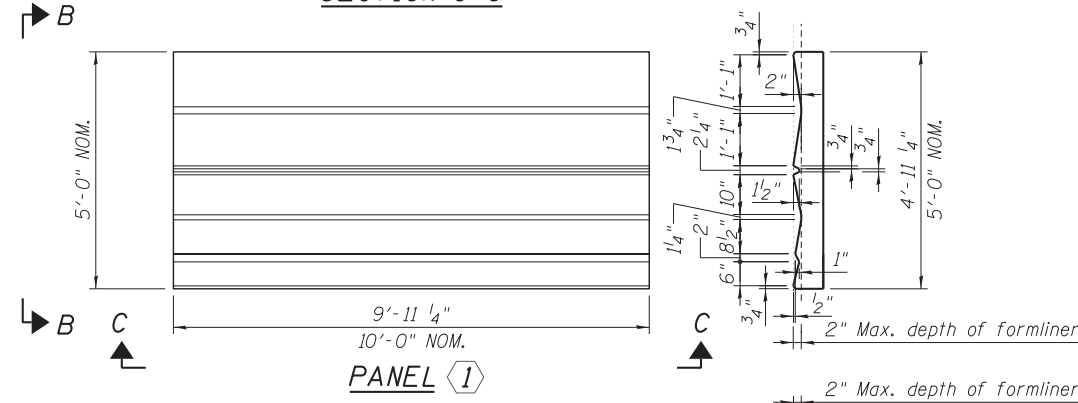 SECTION C-C
B
5'-0" NOM.
B
C
9'-11 1/4"
10'-0" NOM.
PANEL 1
3/4"
1'-1"
2"
1 3/4"
2 1/4"
1'-1"
3/4"
3/4"
1 1/2"
10"
1 1/4"
2"
8 1/2"
6"
1"
1/2"
3/4"
4'-11 1/4"
5'-0" NOM.
C
2" Max. depth of formliner
2" Max. depth of formliner